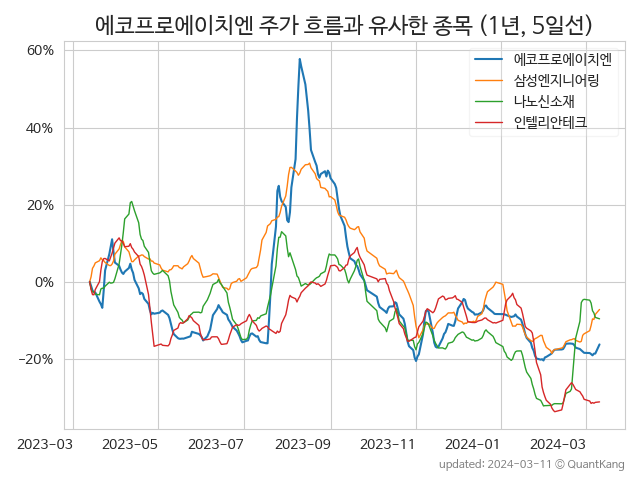 에코프로에이치엔 주가 흐름과 유사한 종목 (1년, 5일선)
60%
40%
20%
0%
−20%
에코프로에이치엔
삼성엔지니어링
나노신소재
인텔리안테크
2023-03
2023-05
2023-07
2023-09
2023-11
2024-01
2024-03
updated: 2024-03-11 © QuantKang